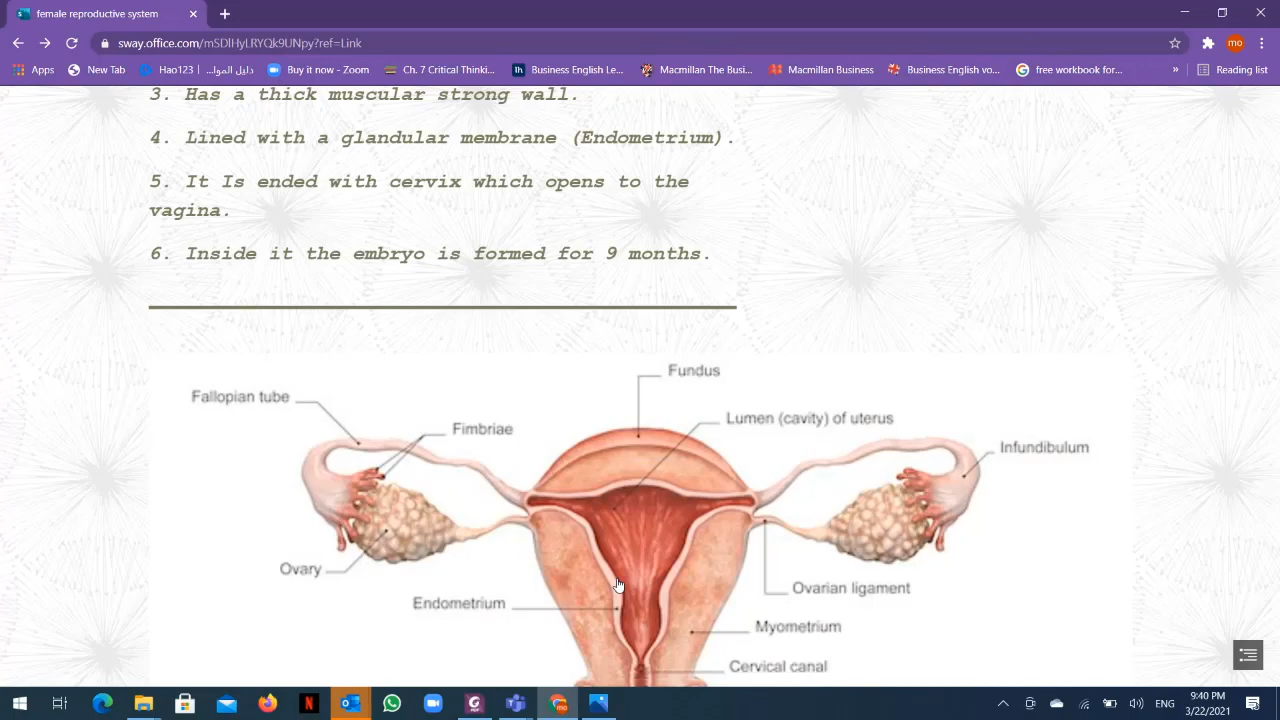 female reproductive system
sway.office.com/mSDlHyLRYQk9UNpy?ref=Link
mo
Apps
New Tab
Hao123 | دليل الموا...
Buy it now - Zoom
Ch. 7 Critical Thinki...
Business English Le...
Macmillan The Busi...
Macmillan Business
Business English vo...
free workbook for...
»
Reading list
3. Has a thick muscular strong wall.
4. Lined with a glandular membrane (Endometrium).
5. It Is ended with cervix which opens to the
vagina.
6. Inside it the embryo is formed for 9 months.
Fundus
Fallopian tube
Lumen (cavity) of uterus
Fimbriae
Infundibulum
Ovary
Ovarian ligament
Endometrium
Myometrium
Cervical canal
ENG
9:40 PM
3/22/2021